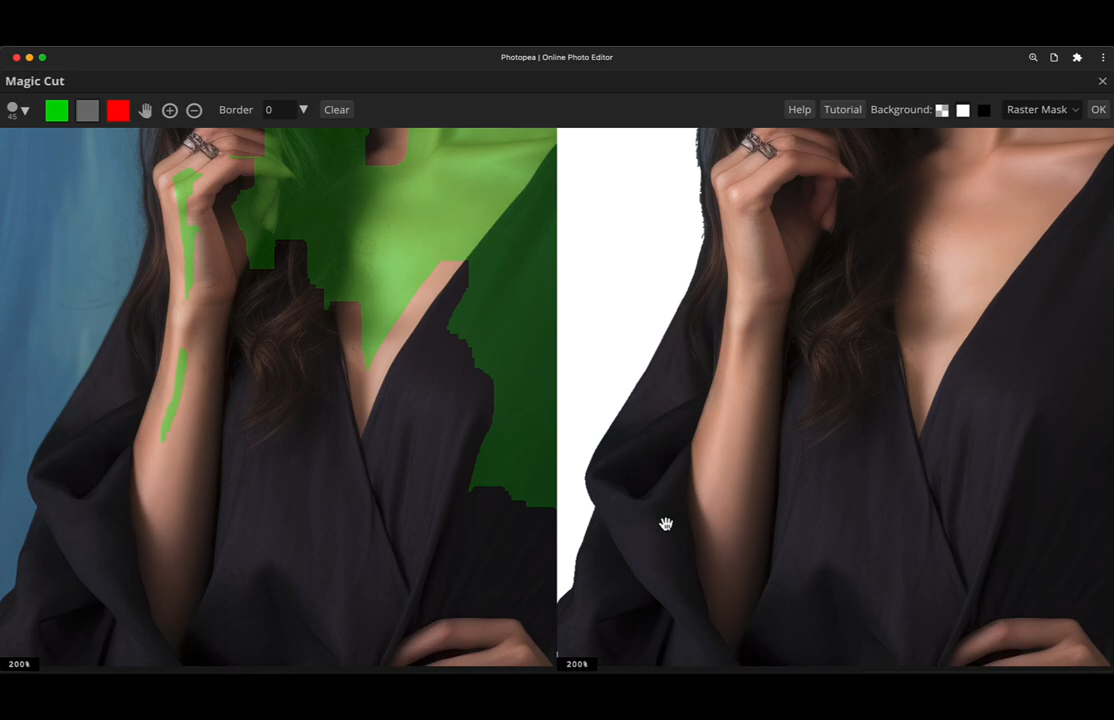 Photopea | Online Photo Editor
Magic Cut
45
Border 0 Clear Help Tutorial Background: Raster Mask OK
200% 200%